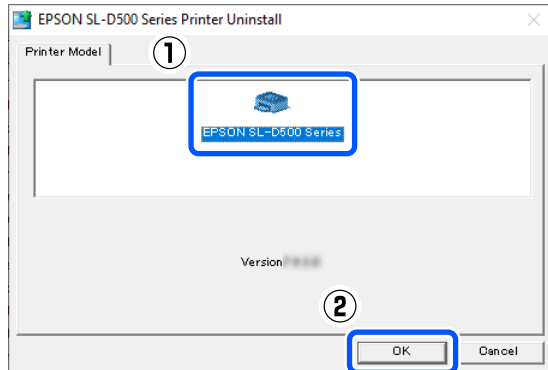 EPSON SL-D500 Series Printer Uninstall
Printer Model
①
EPSON SL-D500 Series
Version
②
OK
Cancel